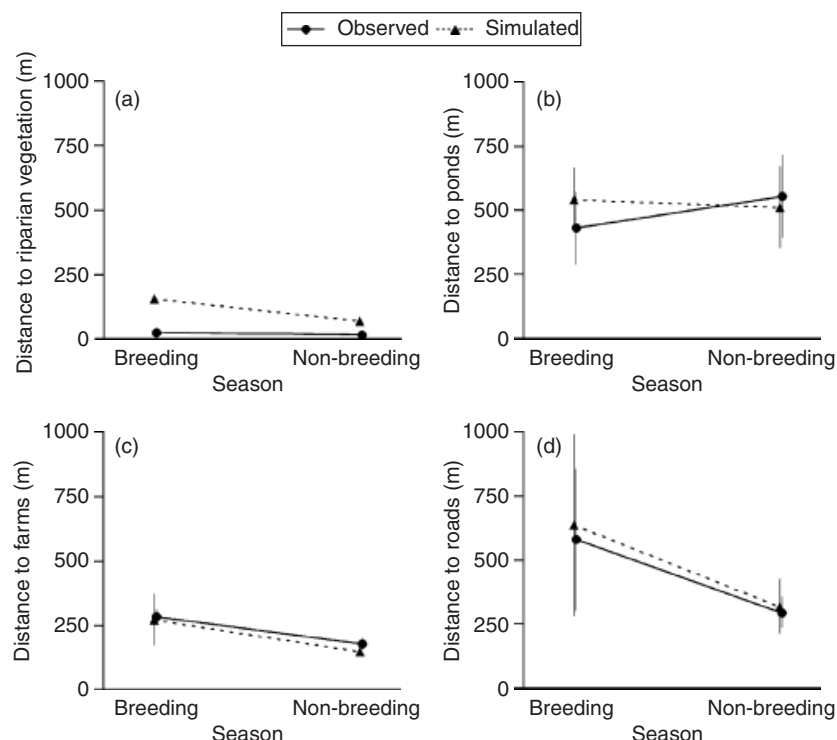 Observed Simulated
(a)
Distance to riparian vegetation (m)
1000
750
500
250
0
Breeding Non-breeding
Season
(b)
Distance to ponds (m)
1000
750
500
250
0
Breeding Non-breeding
Season
(c)
Distance to farms (m)
1000
750
500
250
0
Breeding Non-breeding
Season
(d)
Distance to roads (m)
1000
750
500
250
0
Breeding Non-breeding
Season